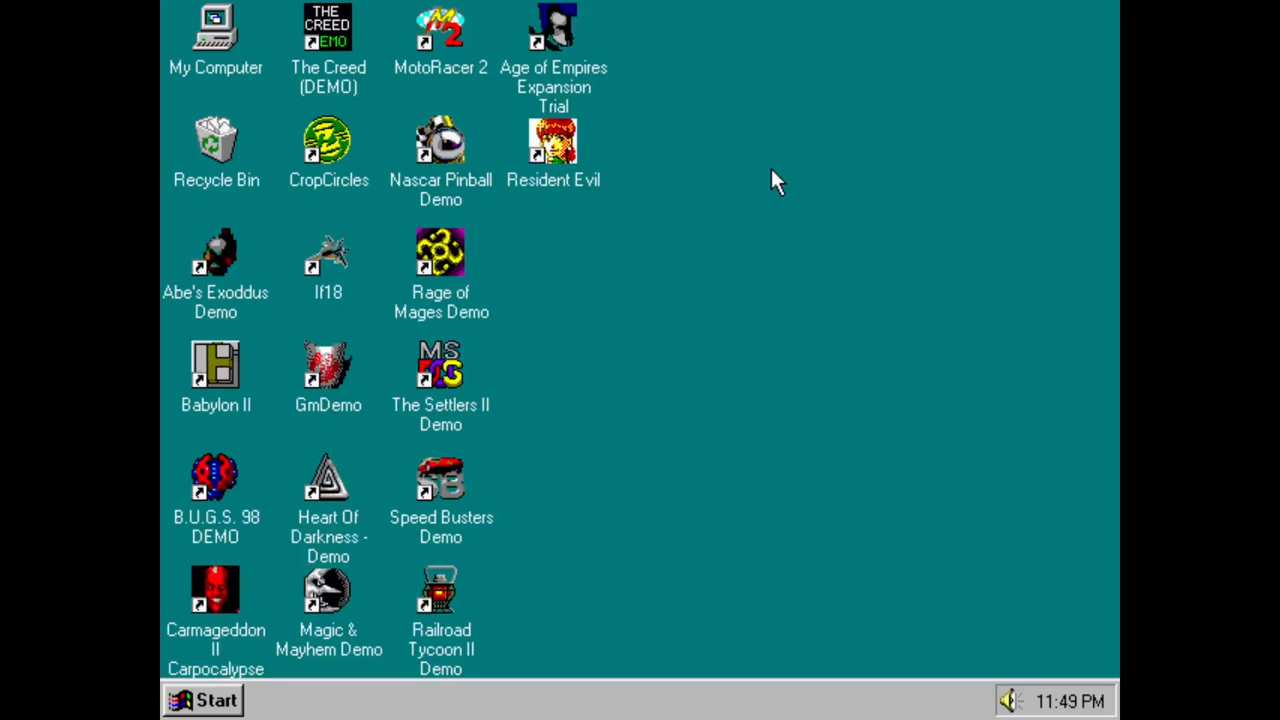 My Computer
THE
CREED
DEMO
The Creed
(DEMO)
M2
MotoRacer 2
Age of Empires
Expansion
Trial
Recycle Bin
CropCircles
Nascar Pinball
Demo
Resident Evil
Abe's Exoddus
Demo
If18
Rage of
Mages Demo
Babylon II
GmDemo
MS
The Settlers II
Demo
B.U.G.S. 98
DEMO
Heart Of
Darkness -
Demo
SB
Speed Busters
Demo
Carmageddon
II
Carpocalypse
Magic &
Mayhem Demo
Railroad
Tycoon II
Demo
Start
11:49 PM